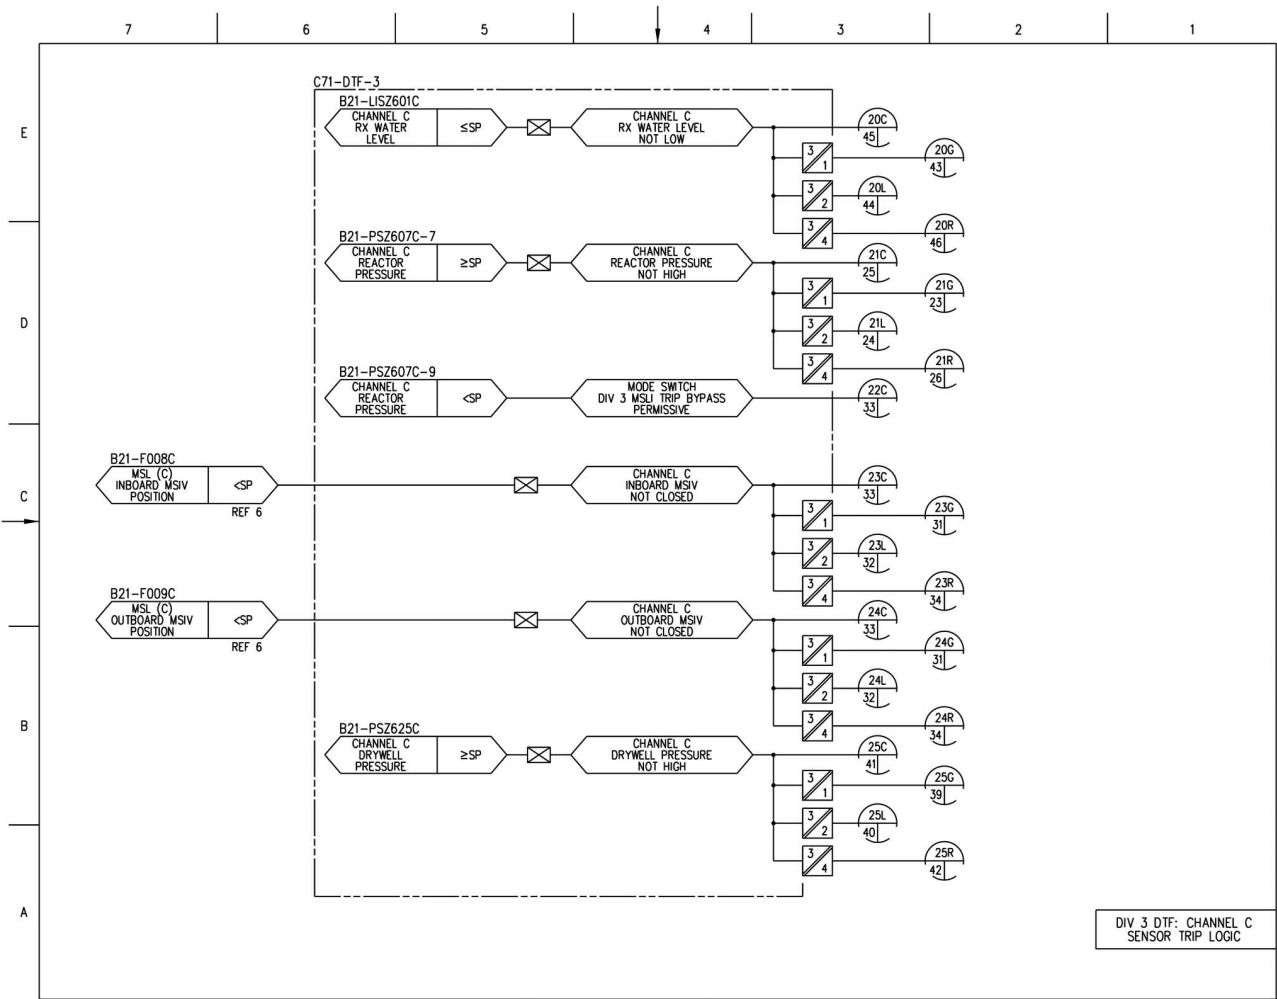 7 6 5 4 3 2 1
C71-DTF-3
B21-LISZ601C
CHANNEL C
RX WATER
LEVEL
≤SP
CHANNEL C
RX WATER LEVEL
NOT LOW
20C
45
3
1
20G
43
3
2
20L
44
3
4
20R
46
E
B21-PSZ607C-7
CHANNEL C
REACTOR
PRESSURE
≥SP
CHANNEL C
REACTOR PRESSURE
NOT HIGH
21C
25
3
1
21G
23
3
2
21L
24
3
4
21R
26
D
B21-PSZ607C-9
CHANNEL C
REACTOR
PRESSURE
<SP
MODE SWITCH
DIV 3 MSLI TRIP BYPASS
PERMISSIVE
22C
33
B21-F008C
MSL (C)
INBOARD MSIV
POSITION
<SP
REF 6
CHANNEL C
INBOARD MSIV
NOT CLOSED
23C
33
3
1
23G
31
3
2
23L
32
3
4
23R
34
C
B21-F009C
MSL (C)
OUTBOARD MSIV
POSITION
<SP
REF 6
CHANNEL C
OUTBOARD MSIV
NOT CLOSED
24C
33
3
1
24G
31
3
2
24L
32
3
4
24R
34
B
B21-PSZ625C
CHANNEL C
DRYWELL
PRESSURE
≥SP
CHANNEL C
DRYWELL PRESSURE
NOT HIGH
25C
41
3
1
25G
39
3
2
25L
40
3
4
25R
42
A
DIV 3 DTF: CHANNEL C
SENSOR TRIP LOGIC